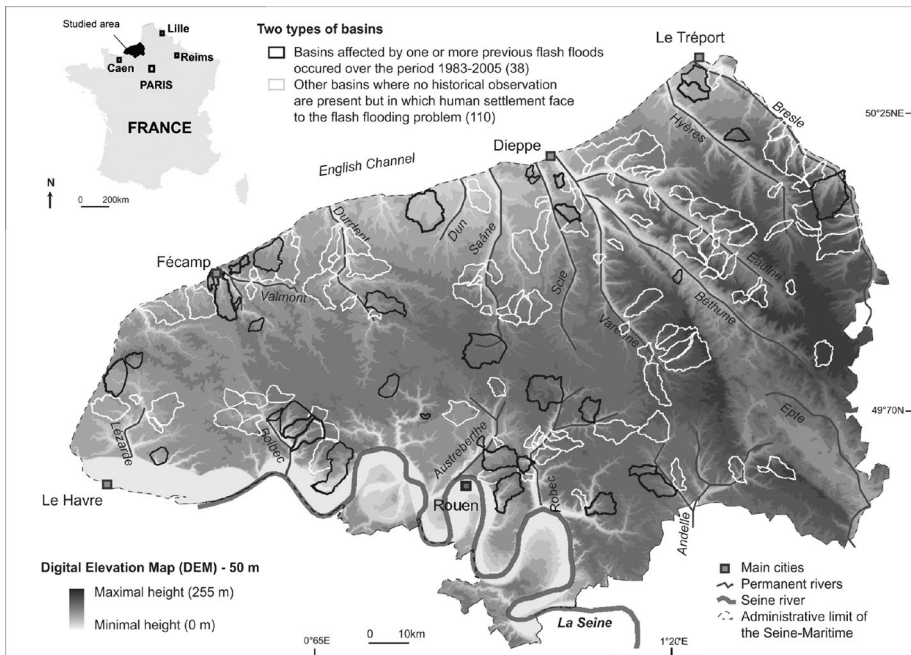 Studied area
Lille
Caen
Reims
PARIS
FRANCE
N
0 200km
Two types of basins
Basins affected by one or more previous flash floods
occured over the period 1983-2005 (38)
Other basins where no historical observation
are present but in which human settlement face
to the flash flooding problem (110)
Le Tréport
Bresle
50°25N
Hyères
Dieppe
English Channel
Durdent
Dun
Saâne
Scie
Eaulne
Béthune
Varenne
Fécamp
Valmont
49°70N
Epte
Lézarde
Bolbec
Austreberthe
Robec
Andelle
Le Havre
Rouen
La Seine
Digital Elevation Map (DEM) - 50 m
Maximal height (255 m)
Minimal height (0 m)
0°65E
0 10km
1°20E
Main cities
Permanent rivers
Seine river
Administrative limit of
the Seine-Maritime